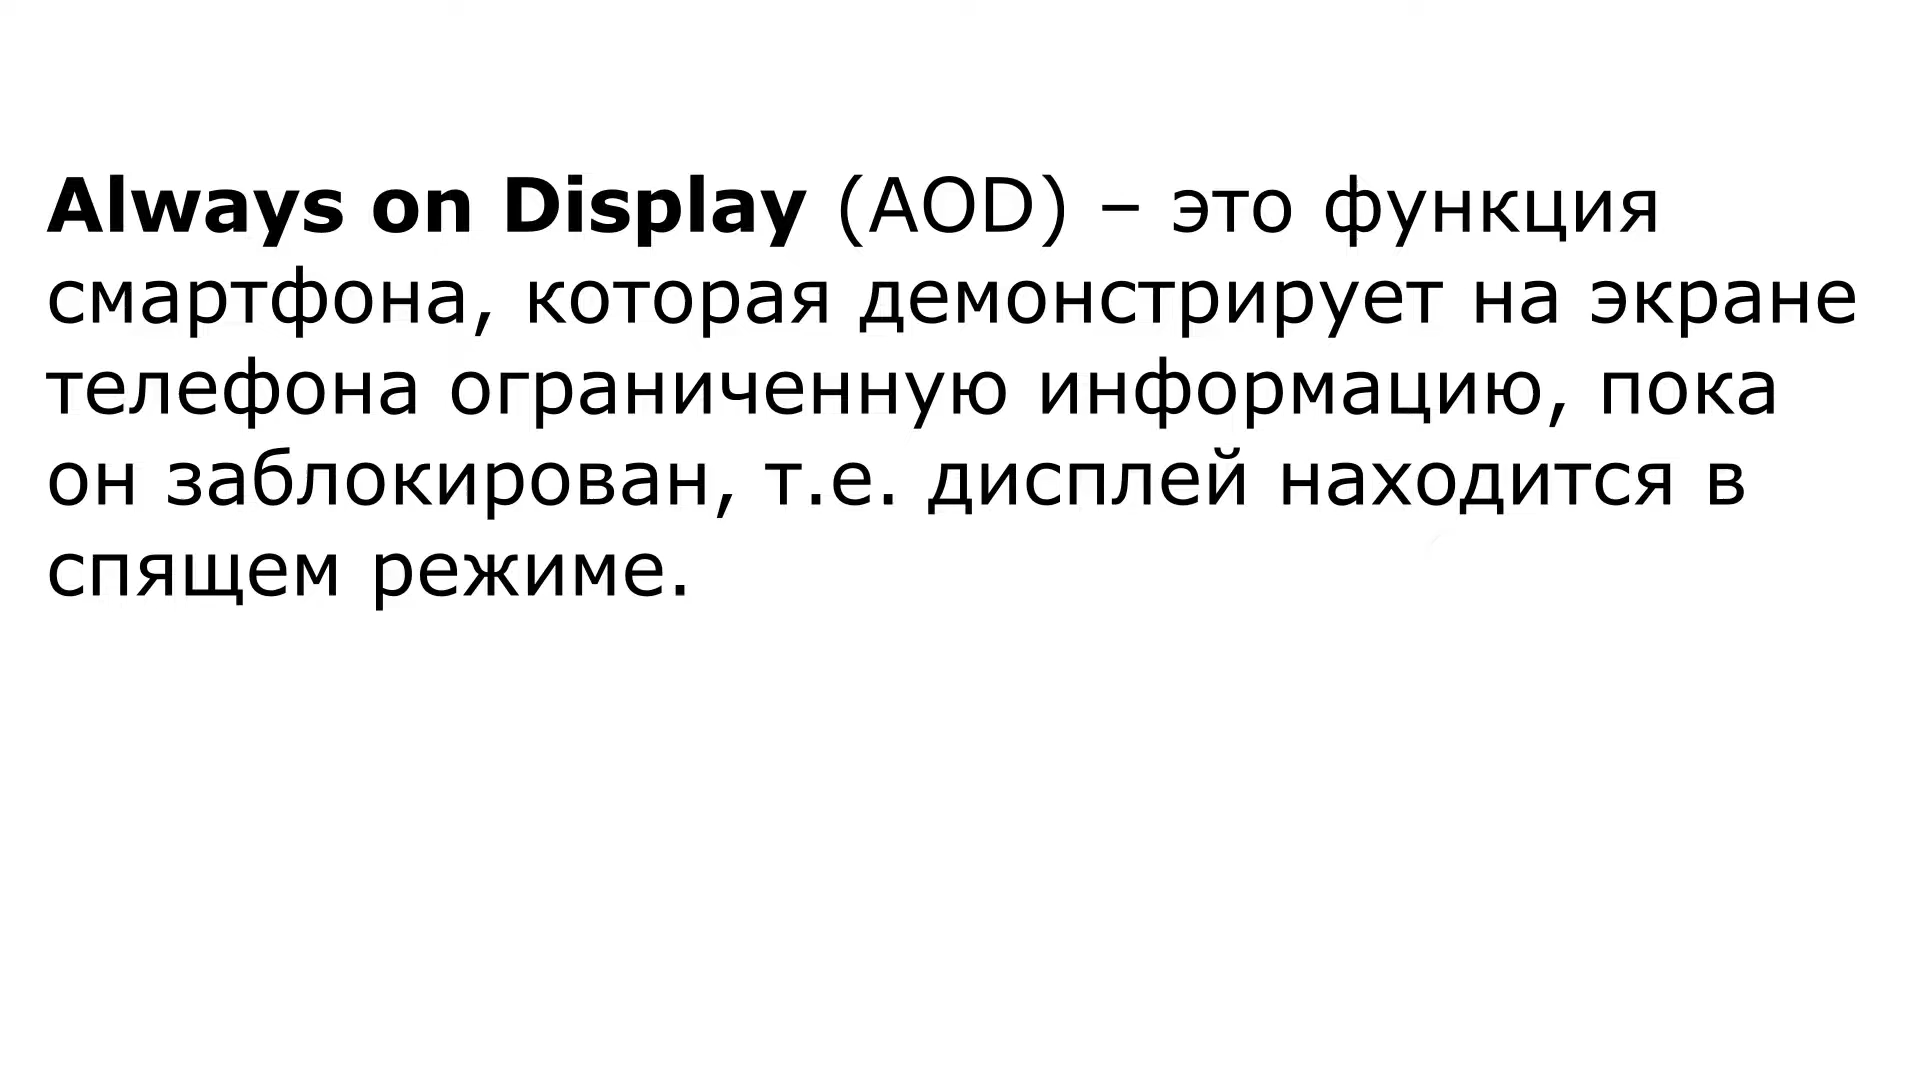 Always on Display (AOD) – это функция
смартфона, которая демонстрирует на экране
телефона ограниченную информацию, пока
он заблокирован, т.е. дисплей находится в
спящем режиме.